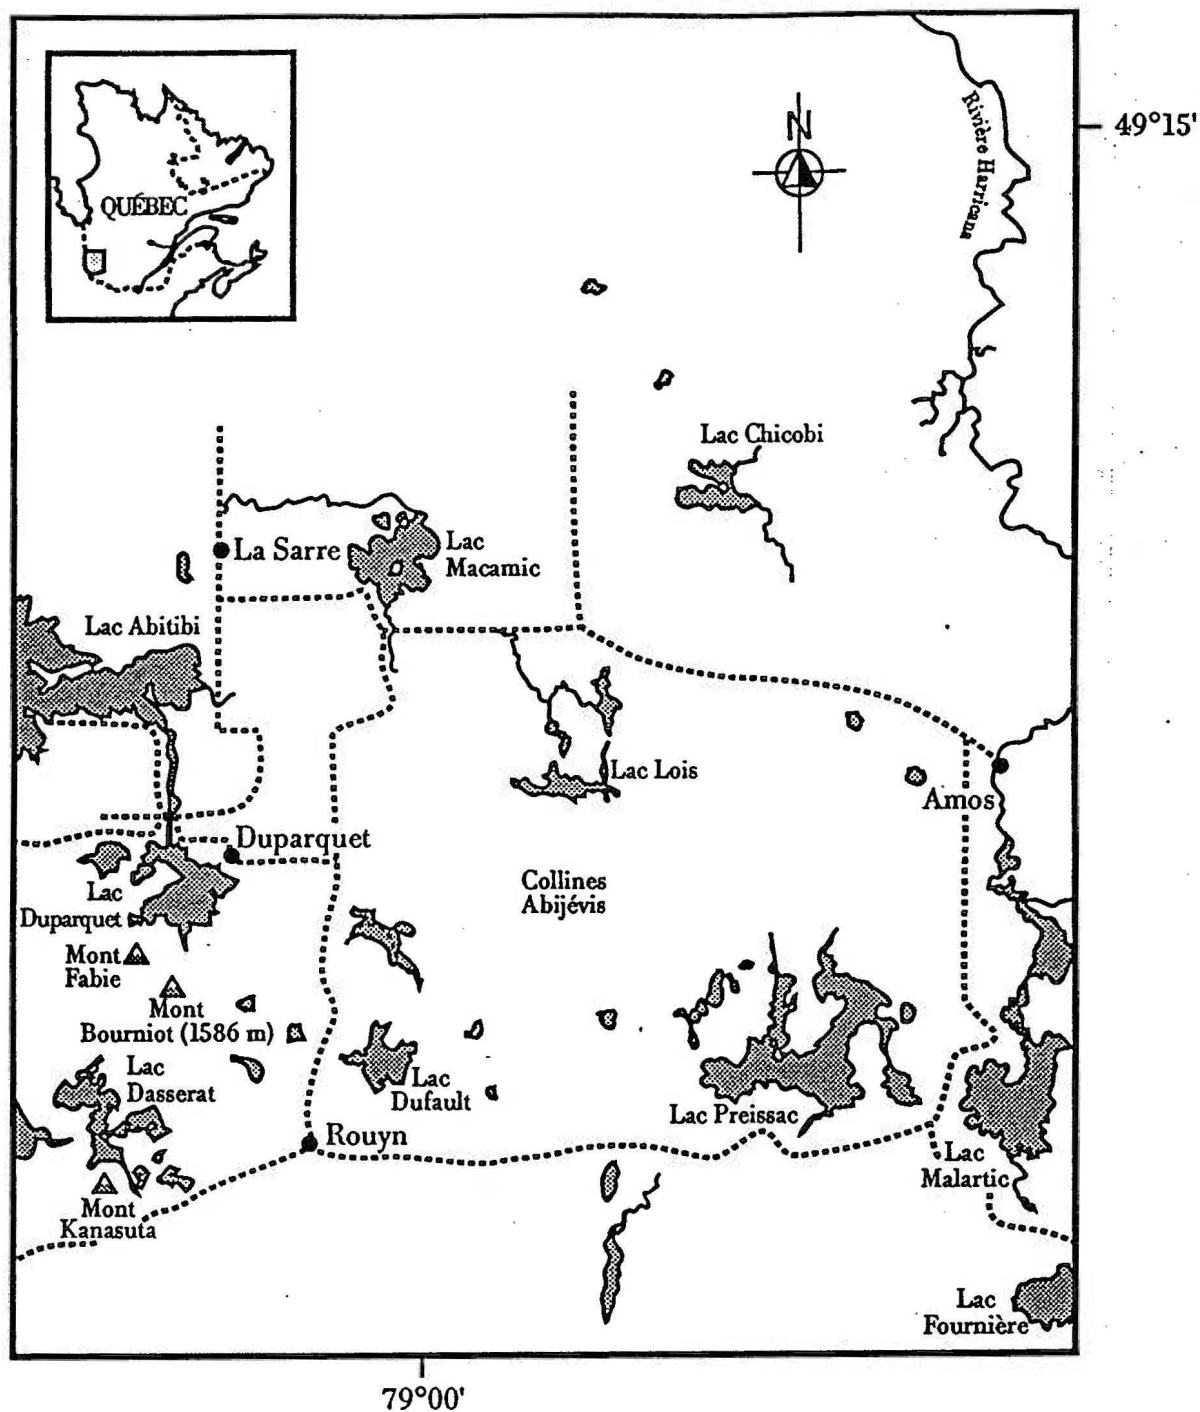 49°15'
N
Rivière Harricana
QUÉBEC
Lac Chicobi
La Sarre
Lac
Macamic
Lac Abitibi
Lac Lois
Amos
Duparquet
Collines
Abijévis
Lac
Duparquet
Mont
Fabie
Mont
Bourniot (1586 m)
Lac
Dasserat
Lac
Dufault
Lac Preissac
Rouyn
Lac
Malartic
Mont
Kanasuta
Lac
Fournière
79°00'